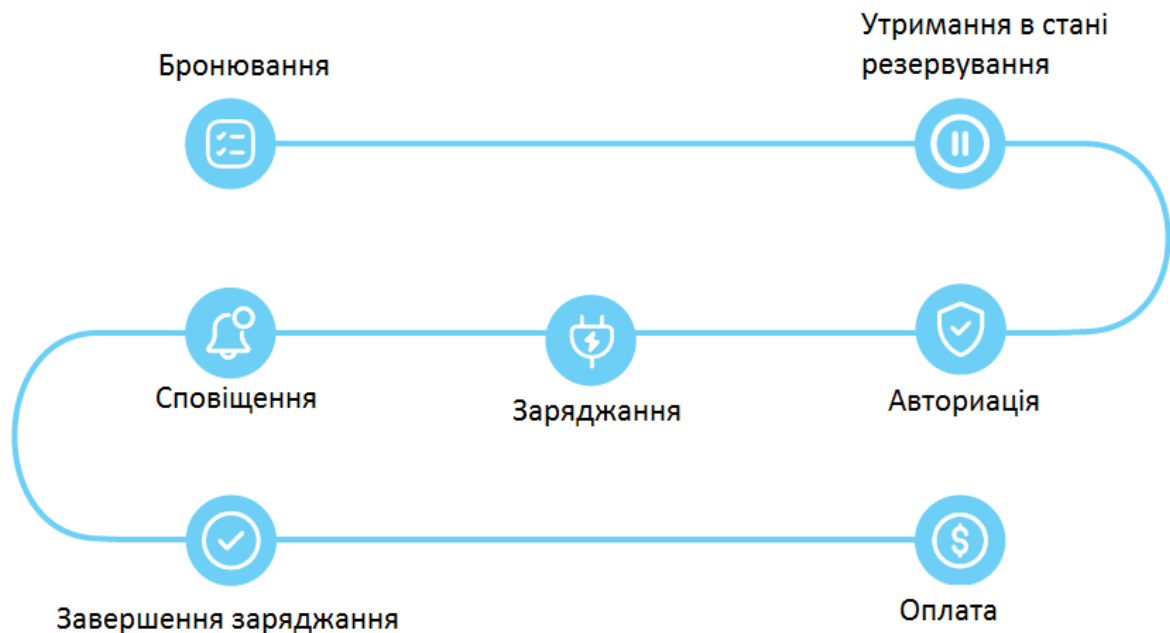 Бронювання
Утримання в стані
резервування
Сповіщення
Заряджання
Авториація
Завершення заряджання
Оплата